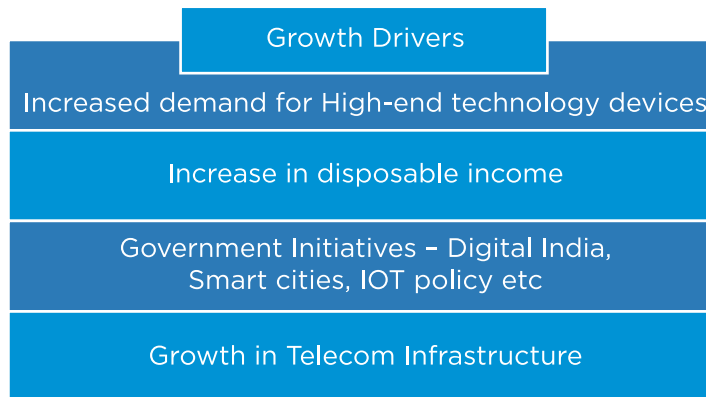 Growth Drivers
Increased demand for High-end technology devices
Increase in disposable income
Government Initiatives – Digital India,
Smart cities, IOT policy etc
Growth in Telecom Infrastructure